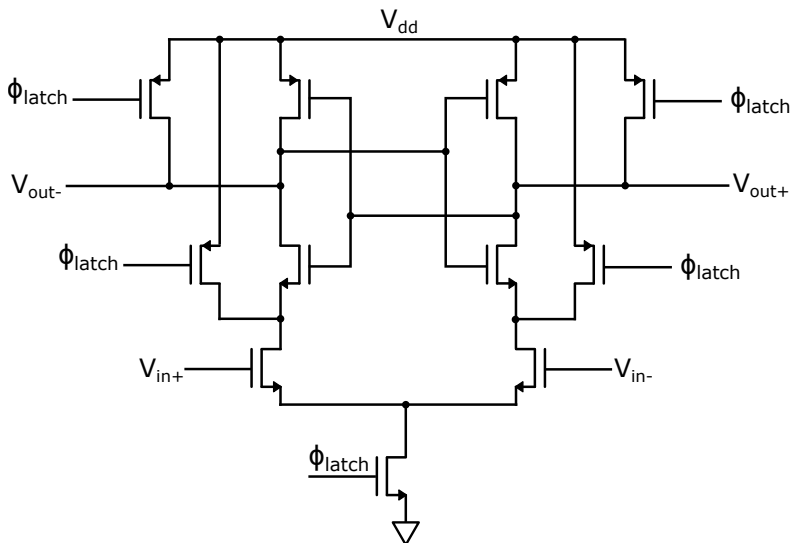 V_dd
ϕ_latch
ϕ_latch
V_out-
V_out+
ϕ_latch
ϕ_latch
V_in+
V_in-
ϕ_latch